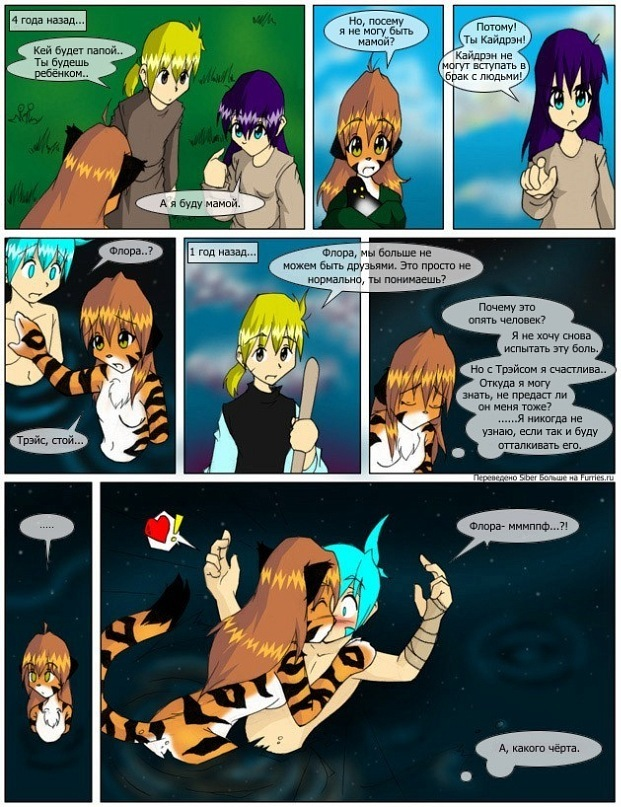 4 года назад...
Кей будет папой..
Ты будешь
ребёнком..
А я буду мамой.
Но, посему
я не могу быть
мамой?
Потому!
Ты Кайдрэн!
Кайдрэн не
могут вступать в
брак с людьми!
Флора..?
Трэйс, стой...
1 год назад...
Флора, мы больше не
можем быть друзьями. Это просто не
нормально, ты понимаешь?
Почему это
опять человек?
Я не хочу снова
испытать эту боль.
Но с Трэйсом я счастлива..
Откуда я могу
знать, не предаст ли
он меня тоже?
......Я никогда не
узнаю, если так и буду
отталкивать его.
Переведено Siber Больше на Furries.ru
.....
Флора- мммппф...?!
А, какого чёрта.